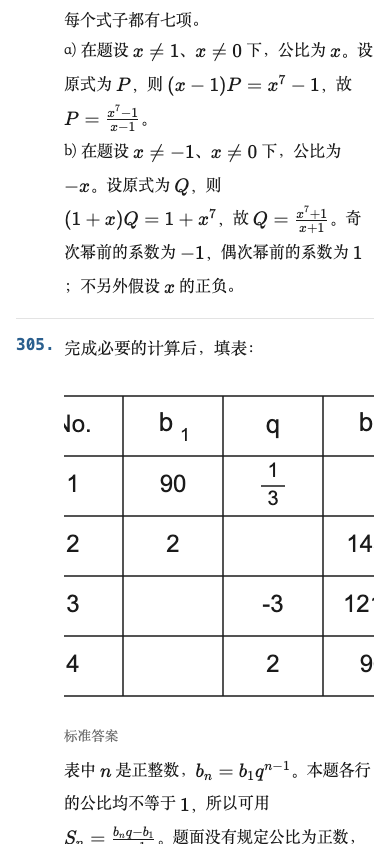 每个式子都有七项。
a) 在题设 x ≠ 1、x ≠ 0 下，公比为 x。设
原式为 P，则 (x − 1)P = x⁷ − 1，故
P = (x⁷−1)/(x−1)。
b) 在题设 x ≠ −1、x ≠ 0 下，公比为
−x。设原式为 Q，则
(1 + x)Q = 1 + x⁷，故 Q = (x⁷+1)/(x+1)。奇
次幂前的系数为 −1，偶次幂前的系数为 1
；不另外假设 x 的正负。
305. 完成必要的计算后，填表：
No. b₁ q b
1 90 1/3
2 2 14
3 -3 121
4 2 9
标准答案
表中 n 是正整数，bₙ = b₁qⁿ⁻¹。本题各行
的公比均不等于 1，所以可用
Sₙ = bₙq−b₁ 。题面没有规定公比为正数，